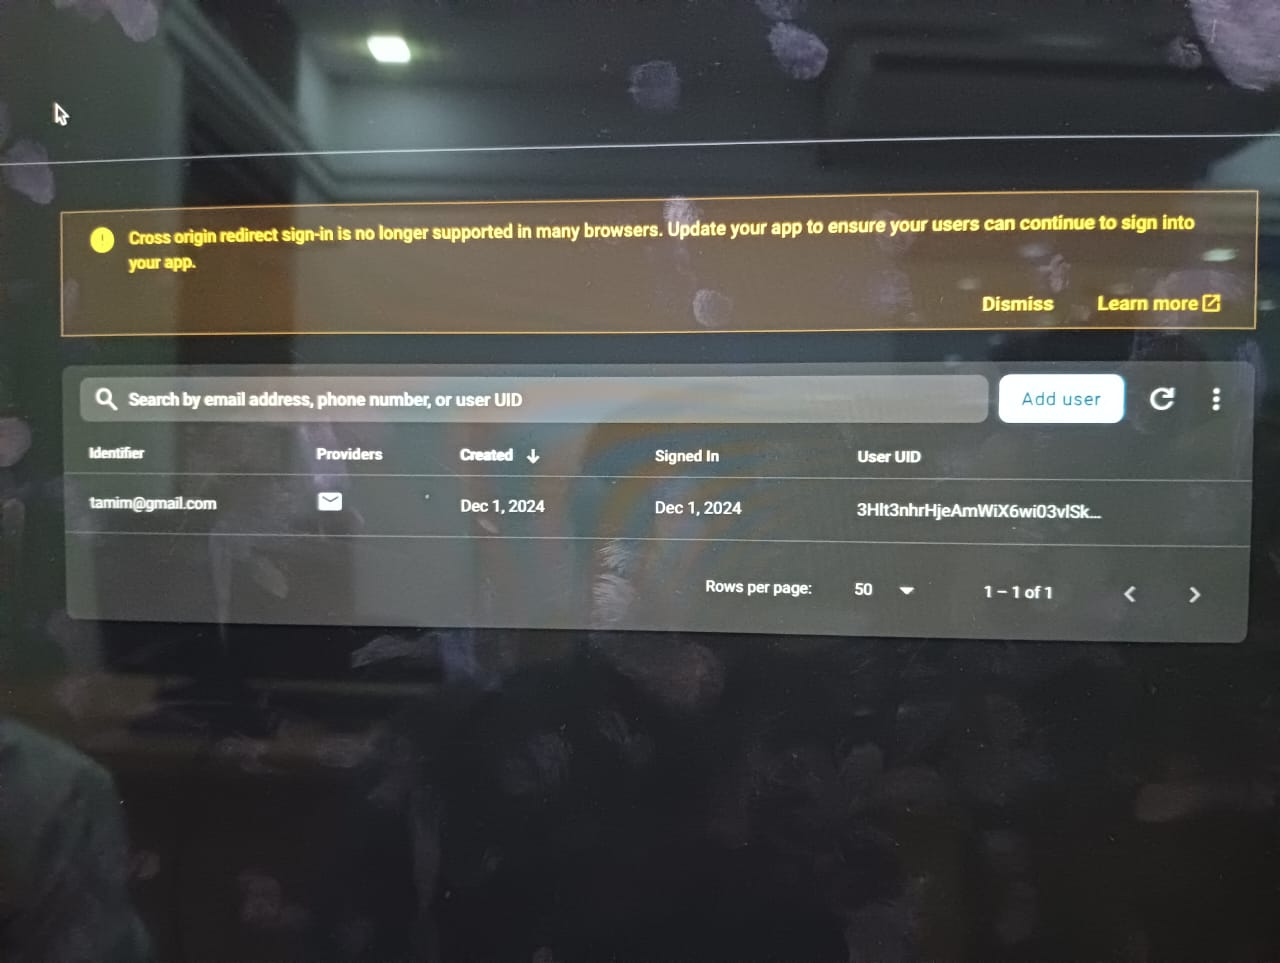 Cross origin redirect sign-in is no longer supported in many browsers. Update your app to ensure your users can continue to sign into
your app.
Dismiss Learn more
Search by email address, phone number, or user UID Add user
Identifier Providers Created Signed In User UID
tamim@gmail.com Dec 1, 2024 Dec 1, 2024 3Hlt3nhrHjeAmWiX6wi03vlSk...
Rows per page: 50 1 – 1 of 1